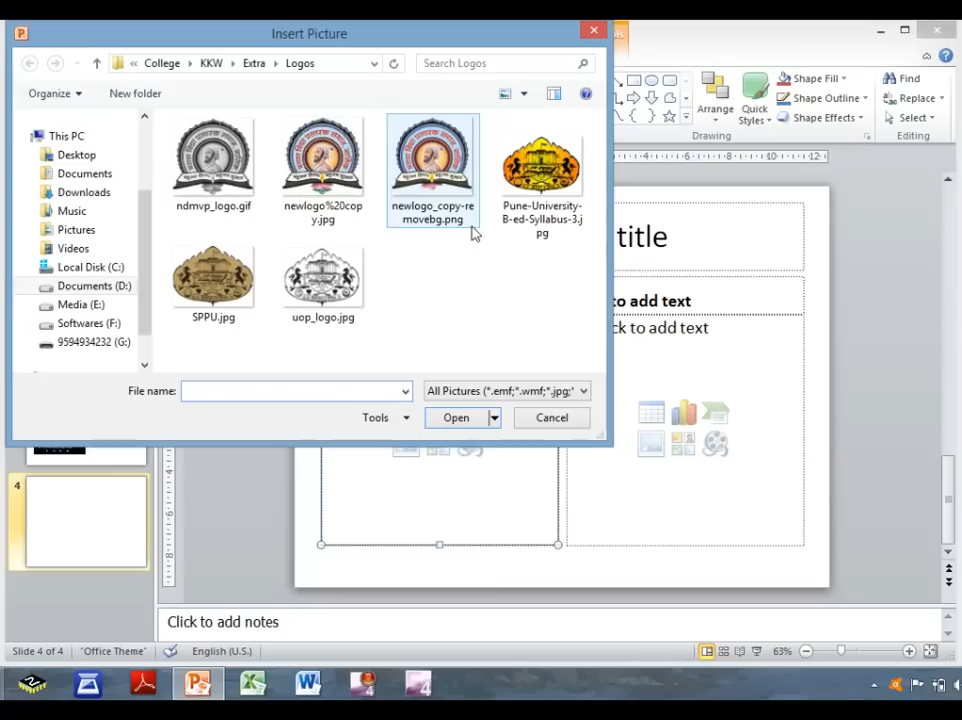 Insert Picture
College KKW Extra Logos
Search Logos
Organize
New folder
This PC
Desktop
Documents
Downloads
Music
Pictures
Videos
Local Disk (C:)
Documents (D:)
Media (E:)
Softwares (F:)
9594934232 (G:)
ndmvp_logo.gif
newlogo%20cop
y.jpg
newlogo_copy-re
movebg.png
Pune-University-
B-ed-Syllabus-3.j
pg
SPPU.jpg
uop_logo.jpg
File name:
All Pictures (*.emf;*.wmf;*.jpg;*
Tools
Open
Cancel
Arrange
Quick
Styles
Shape Fill
Shape Outline
Shape Effects
Drawing
Find
Replace
Select
Editing
title
to add text
ck to add text
4
Click to add notes
Slide 4 of 4
"Office Theme"
English (U.S.)
63%